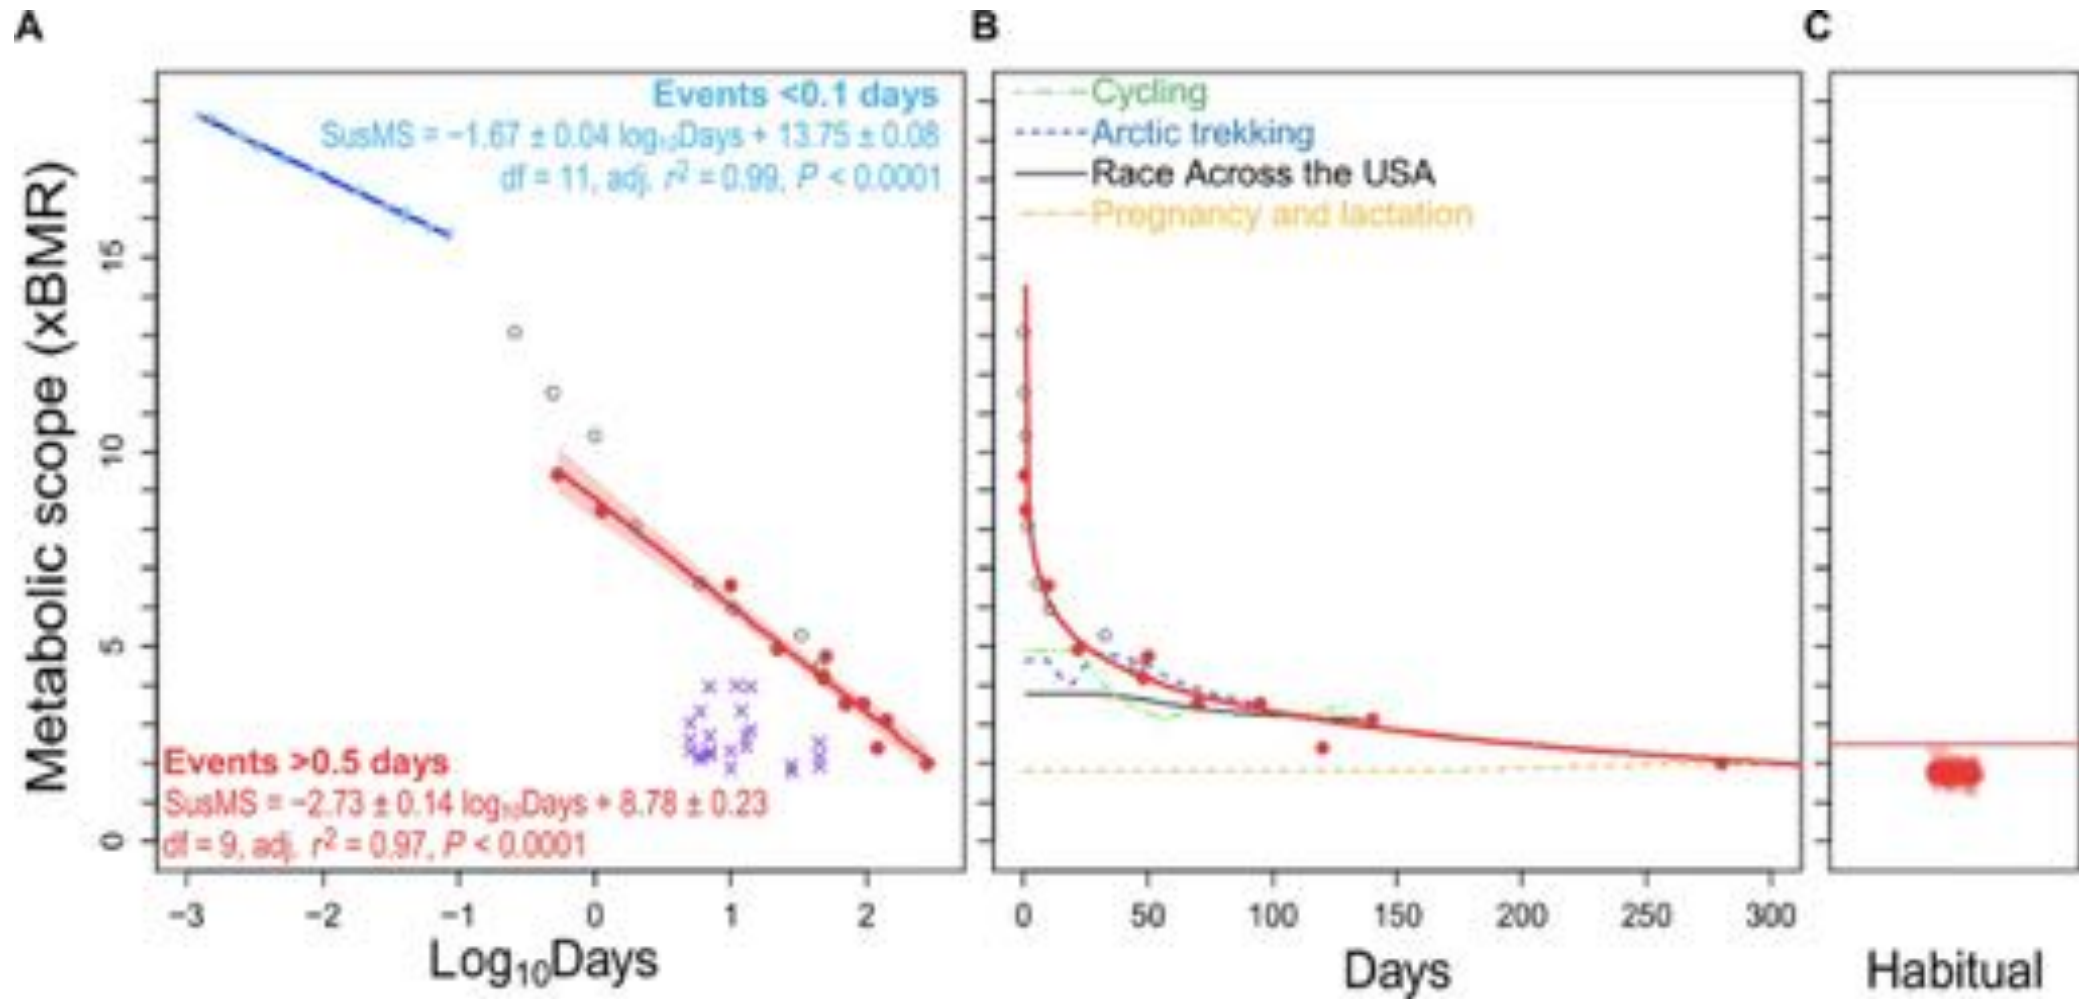 A
B
C
Metabolic scope (xBMR)
Events <0.1 days
SusMS = −1.67 ± 0.04 log₁₀Days + 13.75 ± 0.08
df = 11, adj. r² = 0.99, P < 0.0001
Events >0.5 days
SusMS = −2.73 ± 0.14 log₁₀Days + 8.78 ± 0.23
df = 9, adj. r² = 0.97, P < 0.0001
15
10
5
0
−3 −2 −1 0 1 2
Log₁₀Days
Cycling
Arctic trekking
Race Across the USA
Pregnancy and lactation
0 50 100 150 200 250 300
Days
Habitual